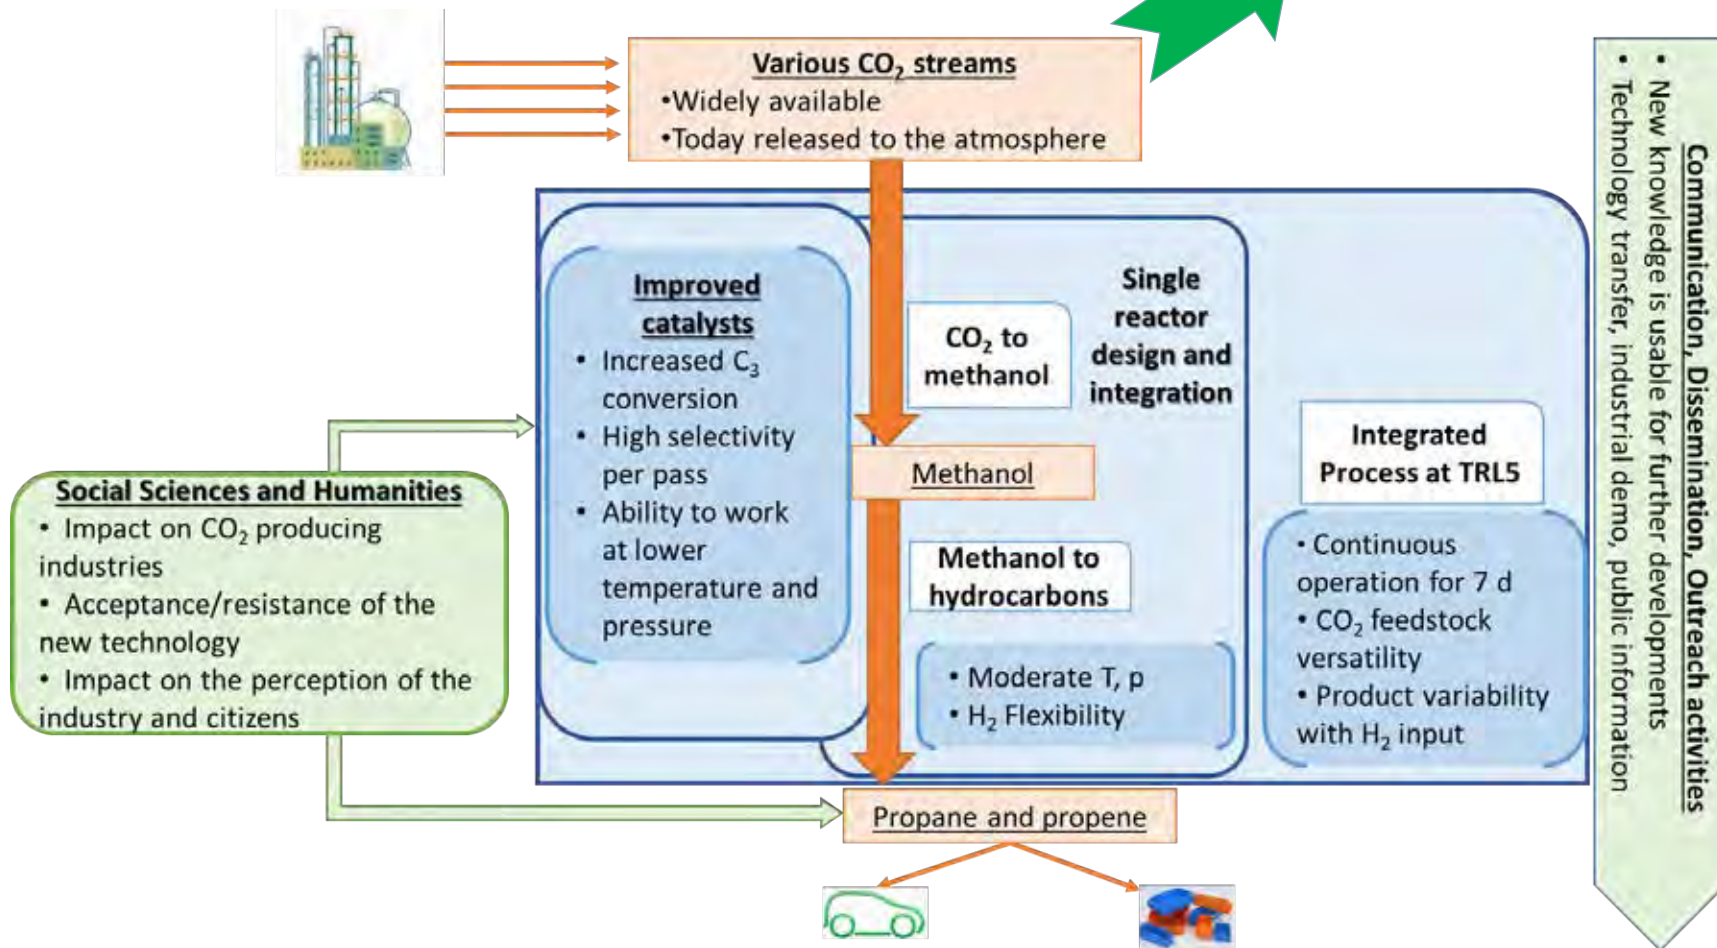 Various CO₂ streams
•Widely available
•Today released to the atmosphere
Improved
catalysts
• Increased C₃
conversion
• High selectivity
per pass
• Ability to work
at lower
temperature and
pressure
CO₂ to
methanol
Single
reactor
design and
integration
Methanol
Methanol to
hydrocarbons
• Moderate T, p
• H₂ Flexibility
Integrated
Process at TRL5
• Continuous
operation for 7 d
• CO₂ feedstock
versatility
• Product variability
with H₂ input
Social Sciences and Humanities
• Impact on CO₂ producing
industries
• Acceptance/resistance of the
new technology
• Impact on the perception of the
industry and citizens
Propane and propene
Communication, Dissemination, Outreach activities
• New knowledge is usable for further developments
• Technology transfer, industrial demo, public information